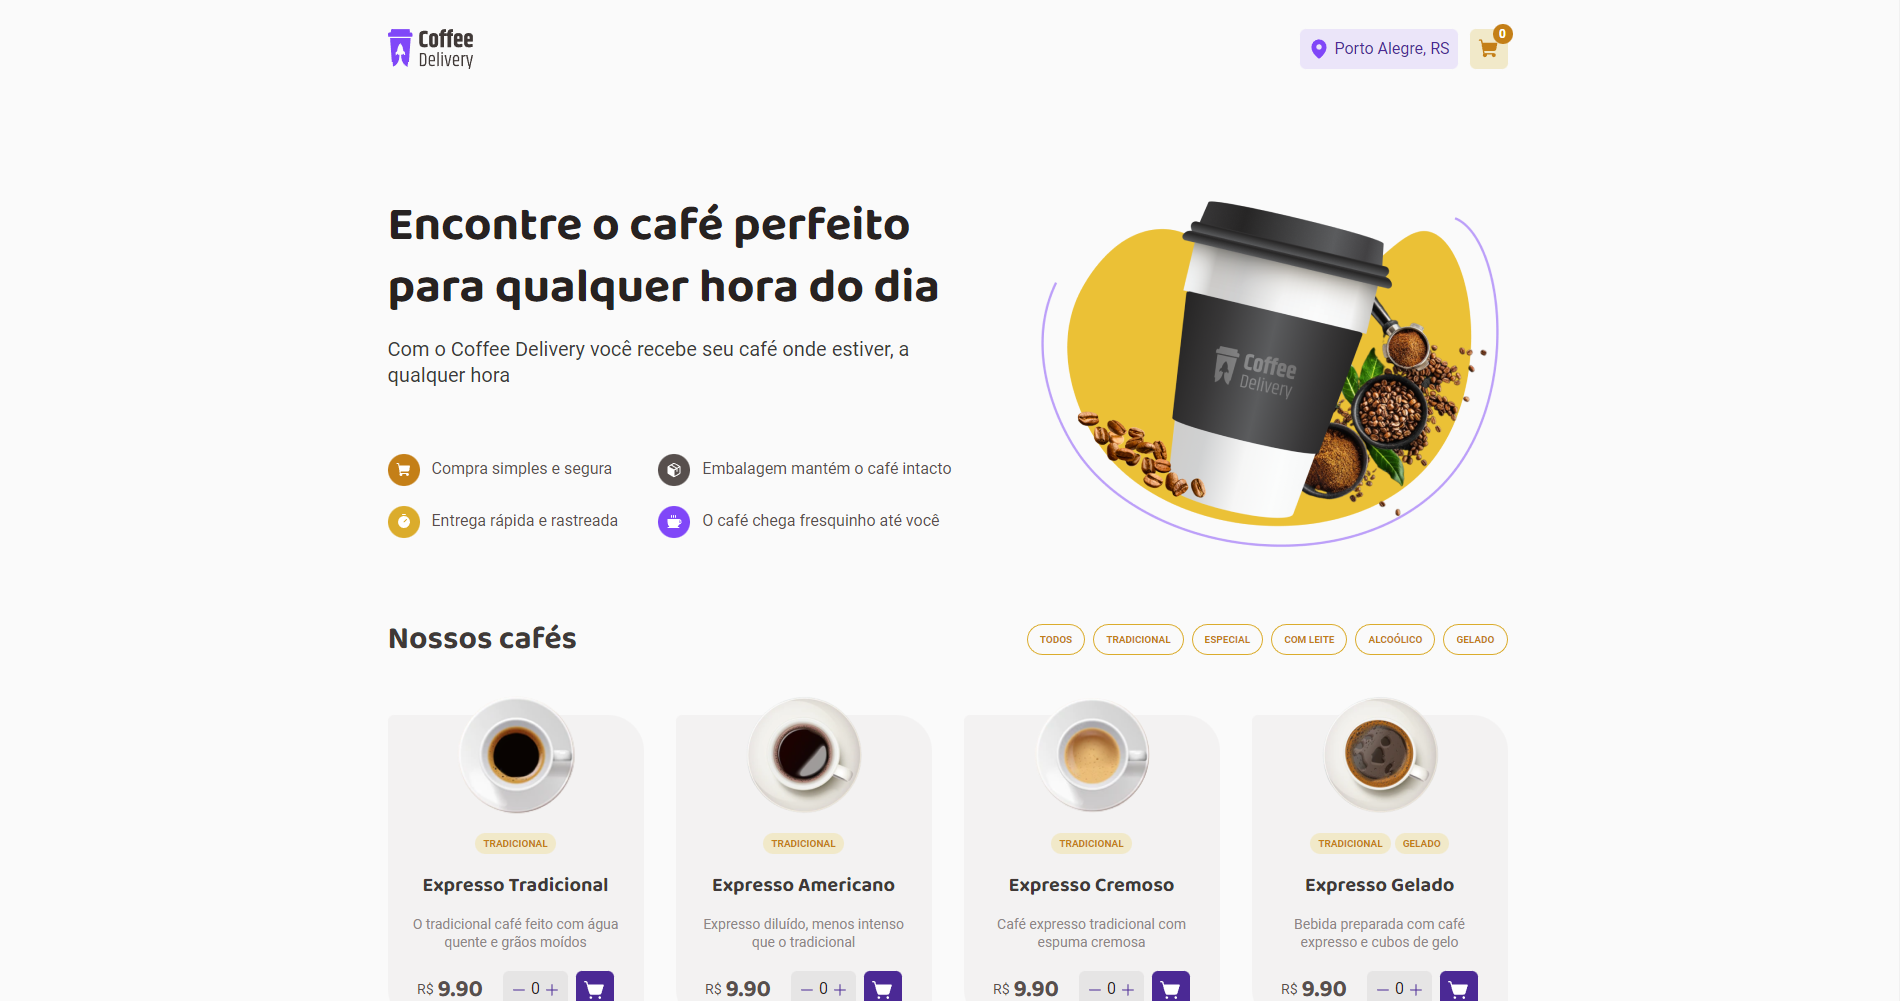 Coffee
Delivery
Porto Alegre, RS
0
Encontre o café perfeito
para qualquer hora do dia
Com o Coffee Delivery você recebe seu café onde estiver, a
qualquer hora
Compra simples e segura
Embalagem mantém o café intacto
Entrega rápida e rastreada
O café chega fresquinho até você
Coffee
Delivery
Nossos cafés
TODOS
TRADICIONAL
ESPECIAL
COM LEITE
ALCOÓLICO
GELADO
TRADICIONAL
Expresso Tradicional
O tradicional café feito com água
quente e grãos moídos
R$ 9.90
0
TRADICIONAL
Expresso Americano
Expresso diluído, menos intenso
que o tradicional
R$ 9.90
0
TRADICIONAL
Expresso Cremoso
Café expresso tradicional com
espuma cremosa
R$ 9.90
0
TRADICIONAL GELADO
Expresso Gelado
Bebida preparada com café
expresso e cubos de gelo
R$ 9.90
0